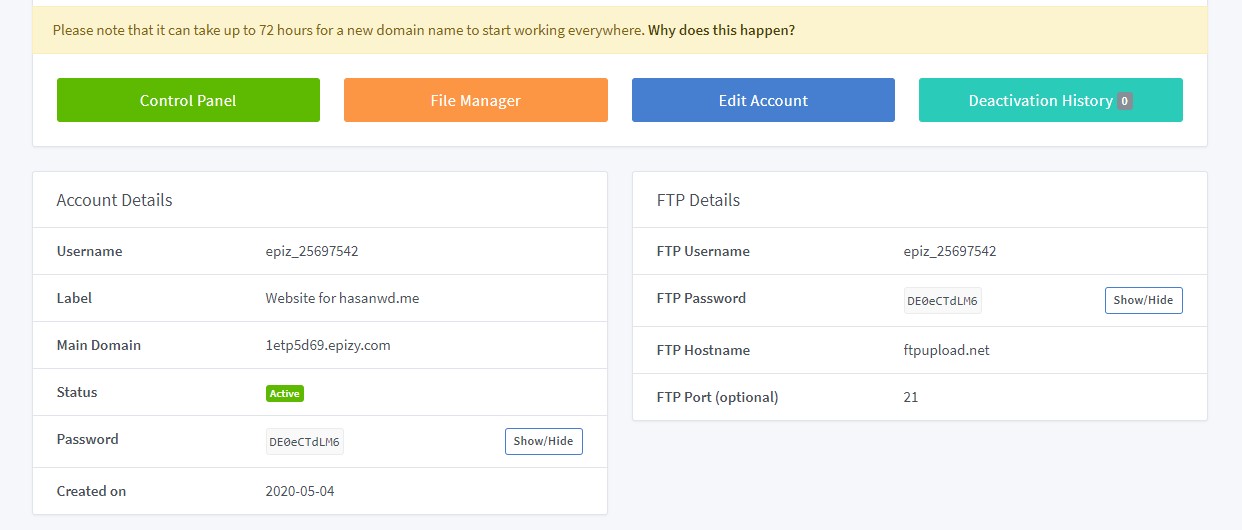 Please note that it can take up to 72 hours for a new domain name to start working everywhere. Why does this happen?
Control Panel
File Manager
Edit Account
Deactivation History 0
Account Details
Username epiz_25697542
Label Website for hasanwd.me
Main Domain 1etp5d69.epizy.com
Status Active
Password DE0eCTdLM6 Show/Hide
Created on 2020-05-04
FTP Details
FTP Username epiz_25697542
FTP Password DE0eCTdLM6 Show/Hide
FTP Hostname ftpupload.net
FTP Port (optional) 21